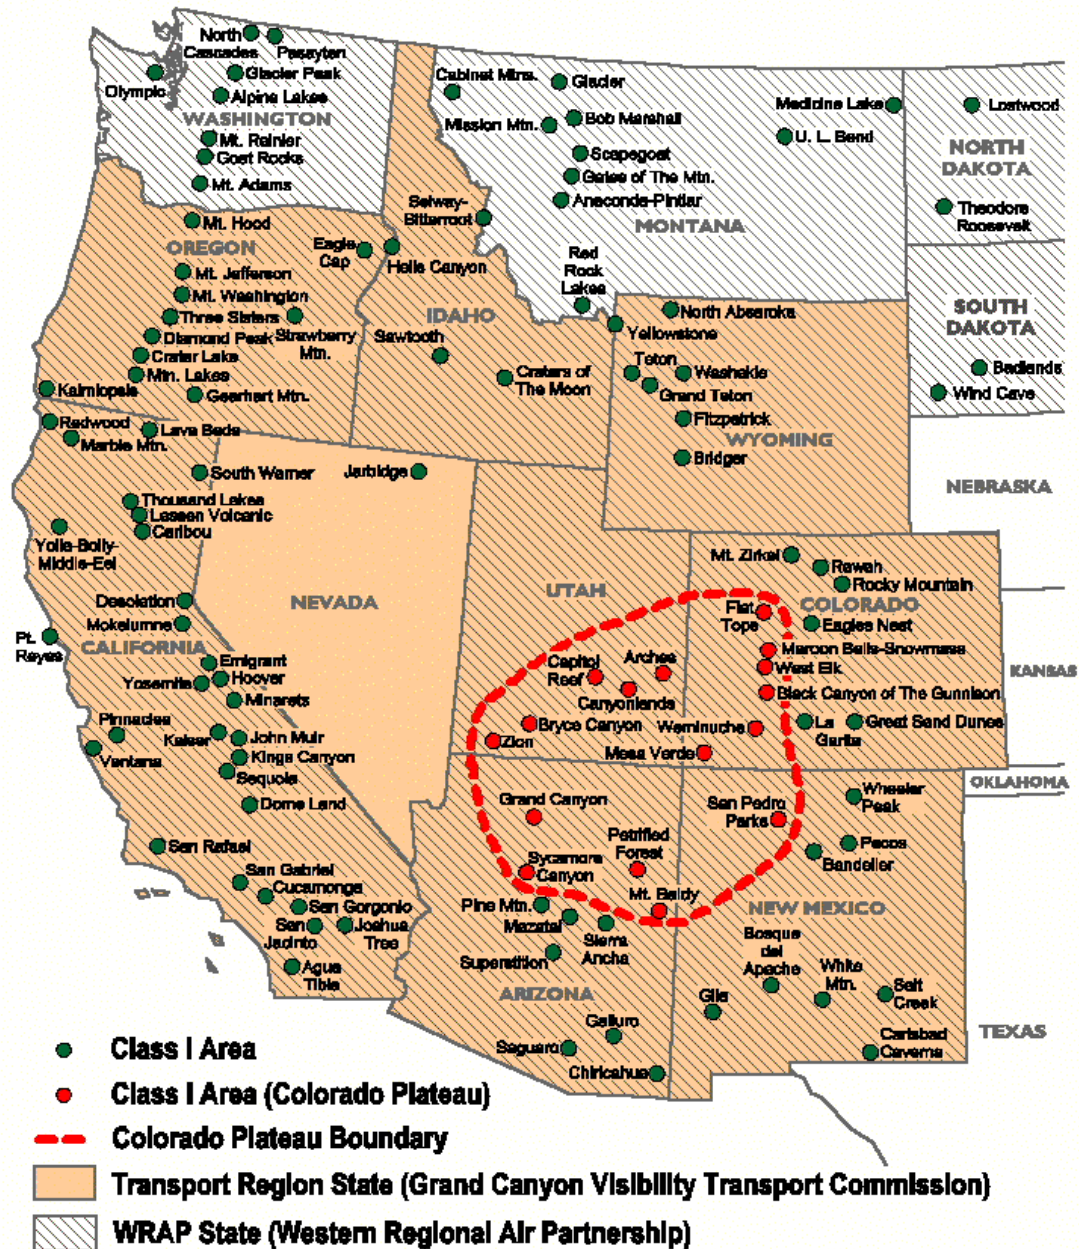 North
Cascades
Pasayten
Olympic
Glacier Peak
Alpine Lakes
WASHINGTON
Mt. Rainier
Goat Rocks
Mt. Adams
Cabinet Mtns.
Glacier
Mission Mtn.
Bob Marshall
Scapegoat
Gates of The Mtn.
Anaconda-Pintlar
MONTANA
Medicine Lake
U. L. Bend
Red
Rock
Lakes
Lostwood
NORTH
DAKOTA
Theodore
Roosevelt
SOUTH
DAKOTA
Badlands
Wind Cave
Mt. Hood
OREGON
Eagle
Cap
Mt. Jefferson
Mt. Washington
Three Sisters
Strawberry
Mtn.
Diamond Peak
Crater Lake
Mtn. Lakes
Kalmiopsis
Gearhart Mtn.
Selway-
Bitterroot
Hells Canyon
IDAHO
Sawtooth
Craters of
The Moon
Yellowstone
North Absaroka
Teton
Washakie
Grand Teton
Fitzpatrick
WYOMING
Bridger
NEBRASKA
Redwood
Marble Mtn.
Lava Beds
South Warner
Thousand Lakes
Lassen Volcanic
Caribou
Yolla-Bolly-
Middle-Eel
Desolation
Mokelumne
Pt.
Reyes
CALIFORNIA
Emigrant
Hoover
Yosemite
Minarets
Pinnacles
Kaiser
John Muir
Ventana
Kings Canyon
Sequoia
Dome Land
San Rafael
San Gabriel
Cucamonga
San Gorgonio
San
Jacinto
Joshua
Tree
Agua
Tibia
Jarbidge
NEVADA
UTAH
Capitol
Reef
Arches
Canyonlands
Bryce Canyon
Zion
Mt. Zirkel
Rawah
Rocky Mountain
Flat
Tops
COLORADO
Eagles Nest
Maroon Bells-Snowmass
West Elk
Black Canyon of The Gunnison
Weminuche
La
Garita
Great Sand Dunes
Mesa Verde
KANSAS
OKLAHOMA
Grand Canyon
Sycamore
Canyon
Petrified
Forest
Mt. Baldy
Pine Mtn.
Mazatal
Sierra
Ancha
Superstition
ARIZONA
Galiuro
Saguaro
Chiricahua
San Pedro
Parks
Wheeler
Peak
Pecos
Bandelier
NEW MEXICO
Bosque
del
Apache
White
Mtn.
Salt
Creek
Gila
Carlsbad
Caverns
TEXAS
Class I Area
Class I Area (Colorado Plateau)
Colorado Plateau Boundary
Transport Region State (Grand Canyon Visibility Transport Commission)
WRAP State (Western Regional Air Partnership)